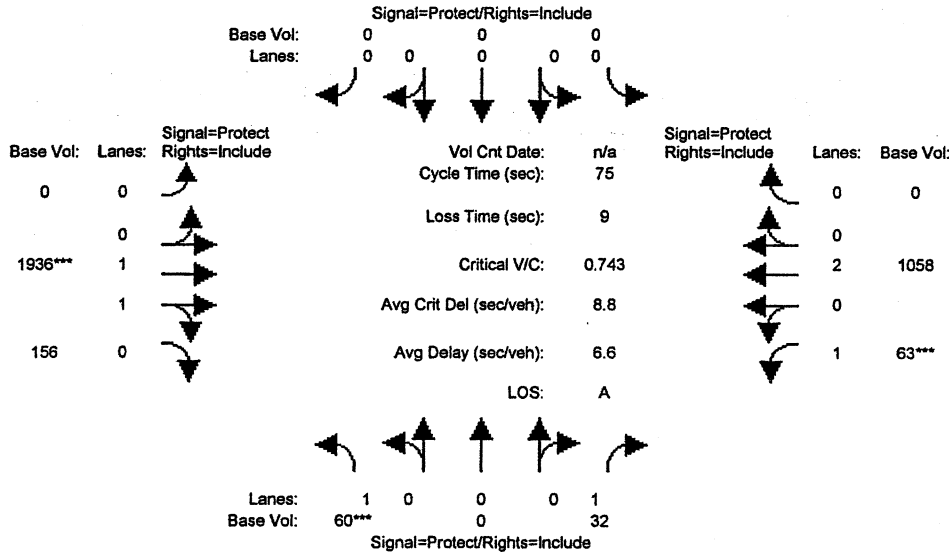 Signal=Protect/Rights=Include
Base Vol: 0 0 0
Lanes: 0 0 0 0 0
Signal=Protect
Base Vol: Lanes: Rights=Include
Vol Cnt Date: n/a
Signal=Protect
Rights=Include Lanes: Base Vol:
Cycle Time (sec): 75
0 0
0 0
Loss Time (sec): 9
0
0
1936*** 1
Critical V/C: 0.743
2 1058
1
Avg Crit Del (sec/veh): 8.8
0
156 0
Avg Delay (sec/veh): 6.6
1 63***
LOS: A
Lanes: 1 0 0 0 1
Base Vol: 60*** 0 32
Signal=Protect/Rights=Include